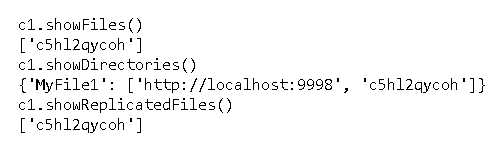 c1.showFiles()
['c5hl2qycoh']
c1.showDirectories()
{'MyFile1': ['http://localhost:9998', 'c5hl2qycoh']}
c1.showReplicatedFiles()
['c5hl2qycoh']